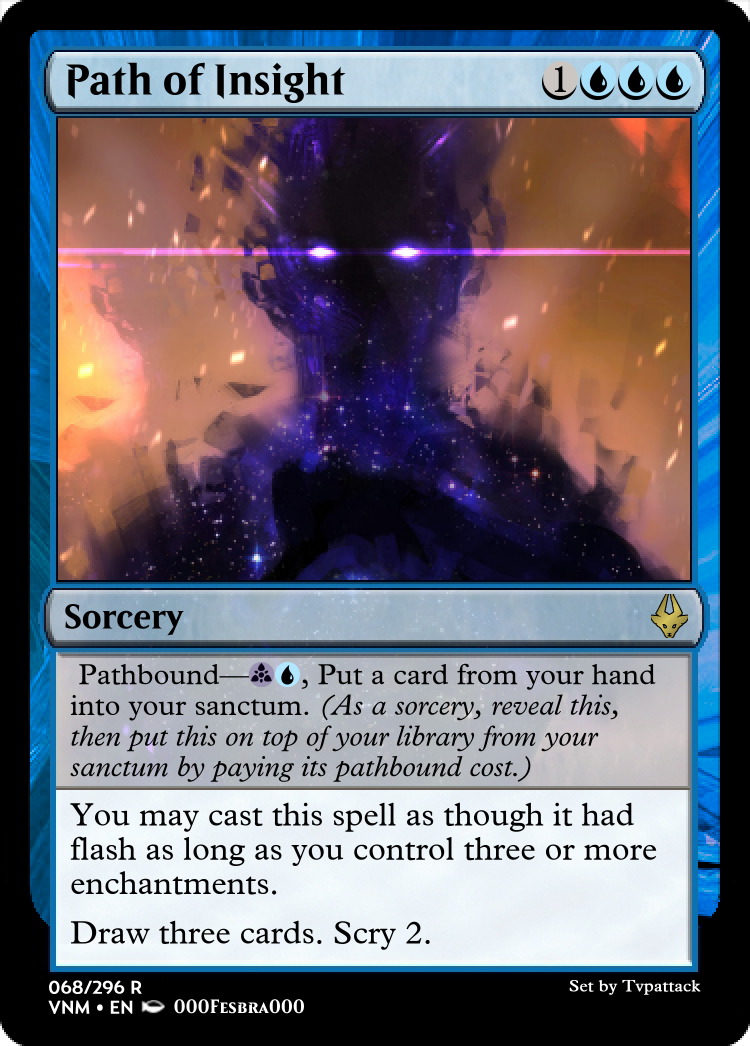 Path of Insight 1
Sorcery
Pathbound—, Put a card from your hand
into your sanctum. (As a sorcery, reveal this,
then put this on top of your library from your
sanctum by paying its pathbound cost.)
You may cast this spell as though it had
flash as long as you control three or more
enchantments.
Draw three cards. Scry 2.
068/296 R
Set by Tvpattack
VNM • EN 000Fesbra000